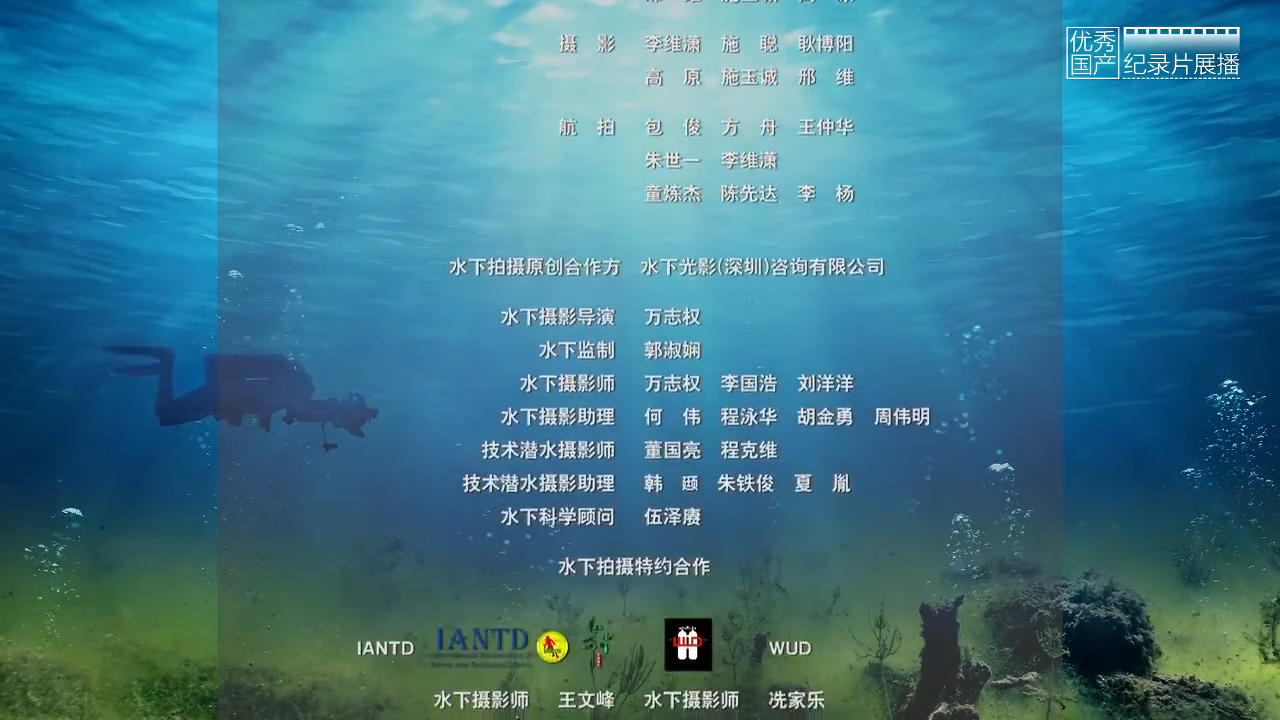 摄 影 李维潇 施 聪 耿博阳
高 原 施玉诚 邢 维
航 拍 包 俊 方 舟 王仲华
朱世一 李维潇
童炼杰 陈先达 李 杨
水下拍摄原创合作方 水下光影(深圳)咨询有限公司
水下摄影导演 万志权
水下监制 郭淑娴
水下摄影师 万志权 李国浩 刘洋洋
水下摄影助理 何 伟 程泳华 胡金勇 周伟明
技术潜水摄影师 董国亮 程克维
技术潜水摄影助理 韩 颋 朱铁俊 夏 胤
水下科学顾问 伍泽赓
水下拍摄特约合作
IANTD IANTD WUD WUD
水下摄影师 王文峰 水下摄影师 冼家乐
优秀国产 纪录片展播